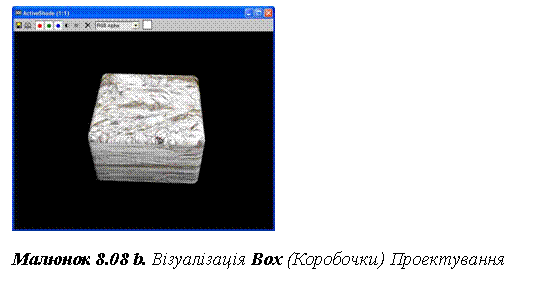 ActiveShade (1:1)
RGB Alpha
Малюнок 8.08 b. Візуалізація Box (Коробочки) Проектування